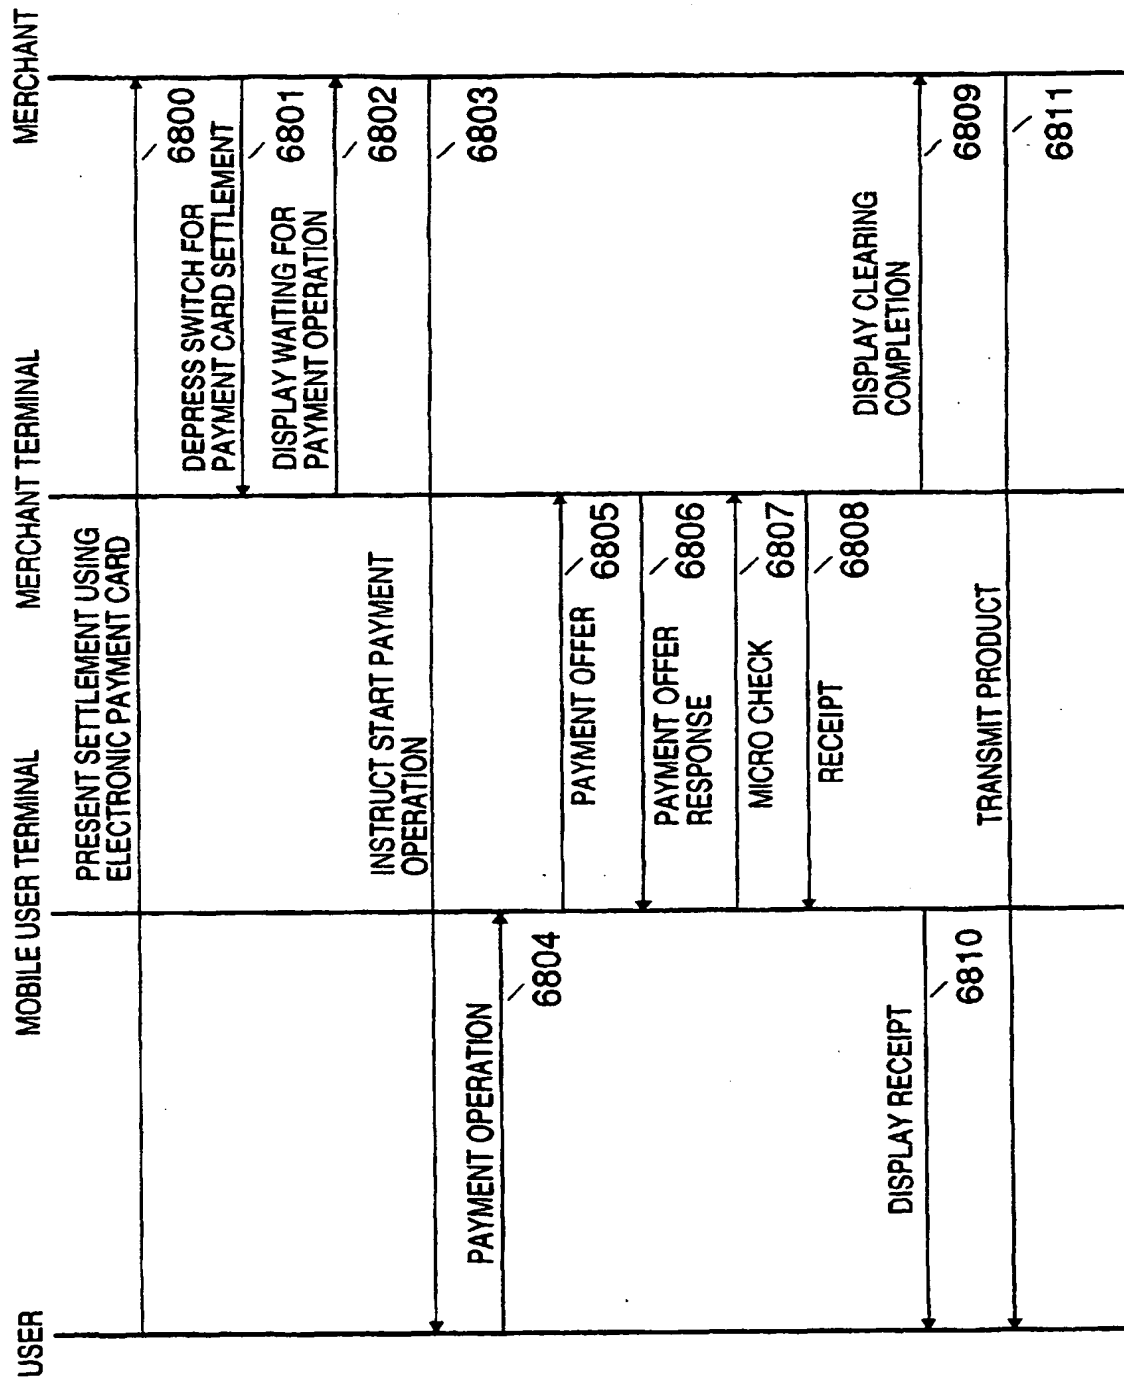 USER
MOBILE USER TERMINAL
MERCHANT TERMINAL
MERCHANT
PRESENT SETTLEMENT USING
ELECTRONIC PAYMENT CARD
6800
DEPRESS SWITCH FOR
PAYMENT CARD SETTLEMENT
6801
DISPLAY WAITING FOR
PAYMENT OPERATION
6802
INSTRUCT START PAYMENT
OPERATION
6803
PAYMENT OPERATION
6804
PAYMENT OFFER
6805
PAYMENT OFFER
RESPONSE
6806
MICRO CHECK
6807
RECEIPT
6808
DISPLAY CLEARING
COMPLETION
6809
DISPLAY RECEIPT
6810
TRANSMIT PRODUCT
6811